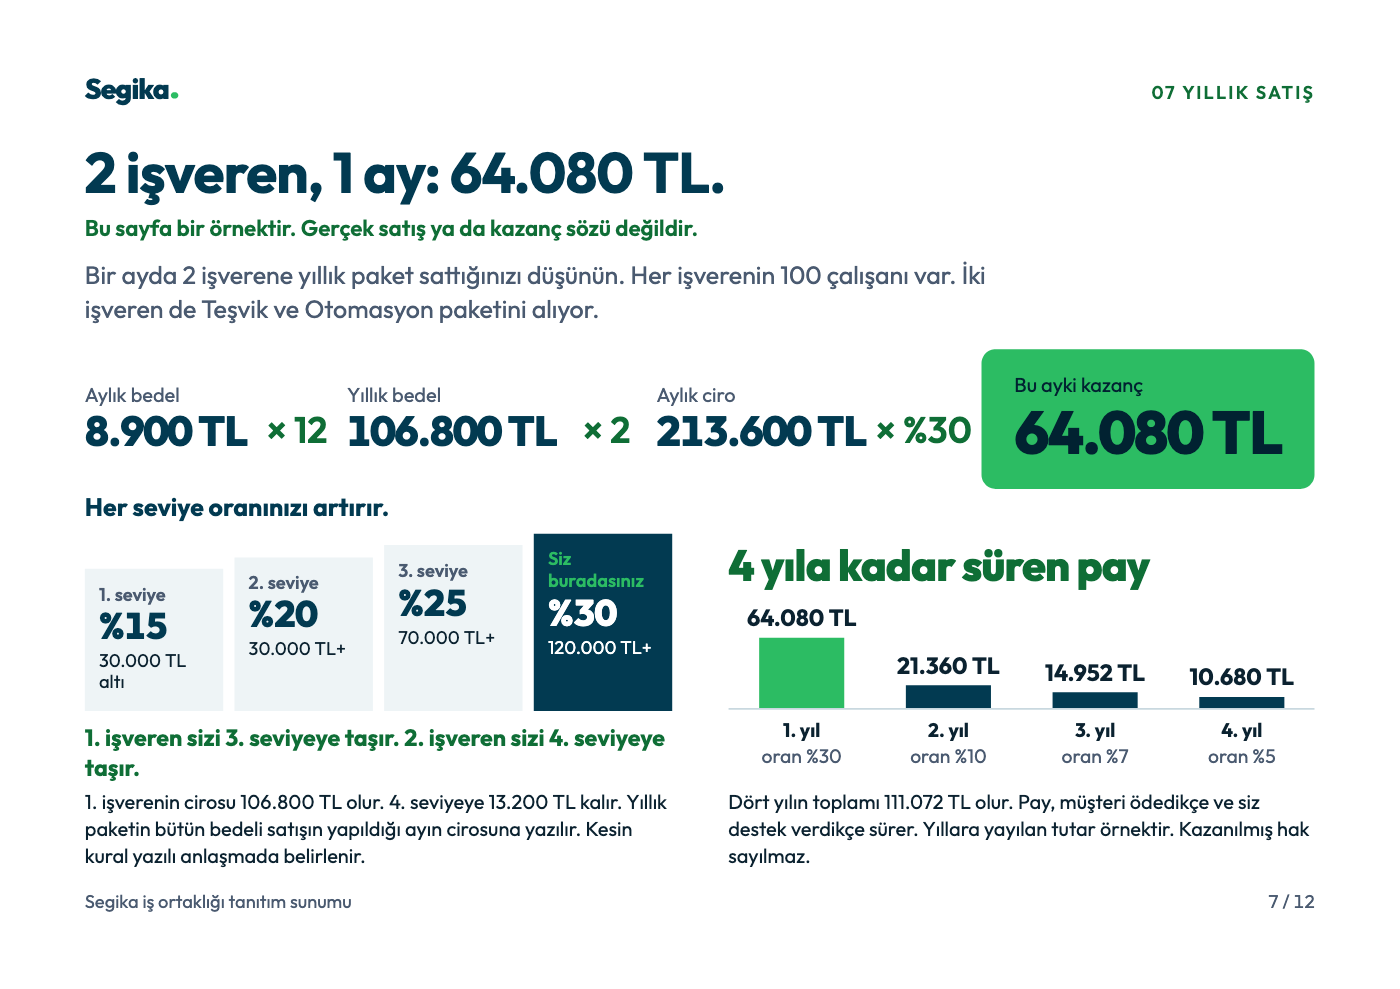 Segika.
07 YILLIK SATIŞ
2 işveren, 1 ay: 64.080 TL.
Bu sayfa bir örnektir. Gerçek satış ya da kazanç sözü değildir.
Bir ayda 2 işverene yıllık paket sattığınızı düşünün. Her işverenin 100 çalışanı var. İki
işveren de Teşvik ve Otomasyon paketini alıyor.
Aylık bedel
8.900 TL
× 12
Yıllık bedel
106.800 TL
× 2
Aylık ciro
213.600 TL
× %30
Bu ayki kazanç
64.080 TL
Her seviye oranınızı artırır.
1. seviye
%15
30.000 TL
altı
2. seviye
%20
30.000 TL+
3. seviye
%25
70.000 TL+
Siz
buradasınız
%30
120.000 TL+
1. işveren sizi 3. seviyeye taşır. 2. işveren sizi 4. seviyeye
taşır.
1. işverenin cirosu 106.800 TL olur. 4. seviyeye 13.200 TL kalır. Yıllık
paketin bütün bedeli satışın yapıldığı ayın cirosuna yazılır. Kesin
kural yazılı anlaşmada belirlenir.
4 yıla kadar süren pay
64.080 TL
21.360 TL
14.952 TL
10.680 TL
1. yıl
2. yıl
3. yıl
4. yıl
oran %30
oran %10
oran %7
oran %5
Dört yılın toplamı 111.072 TL olur. Pay, müşteri ödedikçe ve siz
destek verdikçe sürer. Yıllara yayılan tutar örnektir. Kazanılmış hak
sayılmaz.
Segika iş ortaklığı tanıtım sunumu
7 / 12